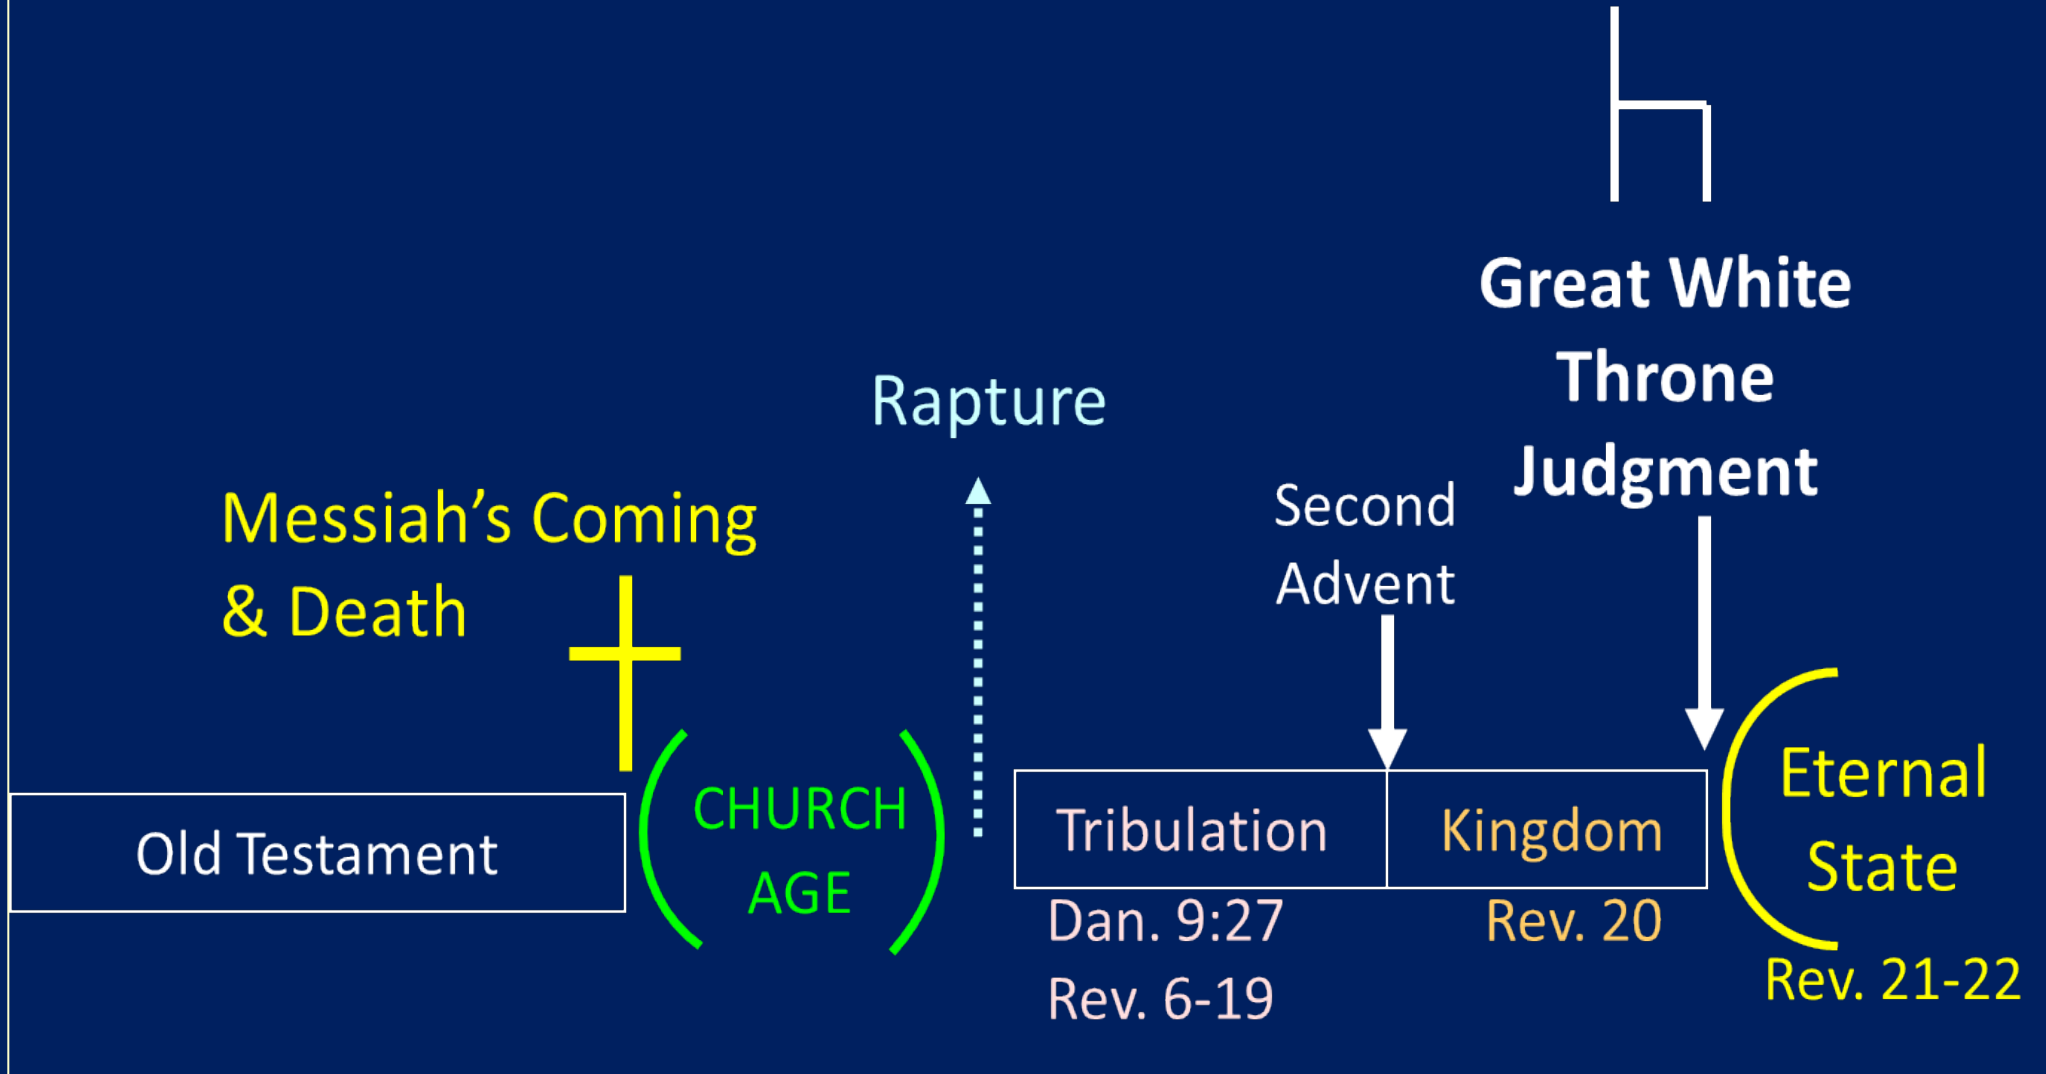 Great White
Throne
Judgment
Rapture
Messiah’s Coming
& Death
Second
Advent
Old Testament
CHURCH
AGE
Tribulation
Kingdom
Eternal
State
Dan. 9:27
Rev. 6-19
Rev. 20
Rev. 21-22